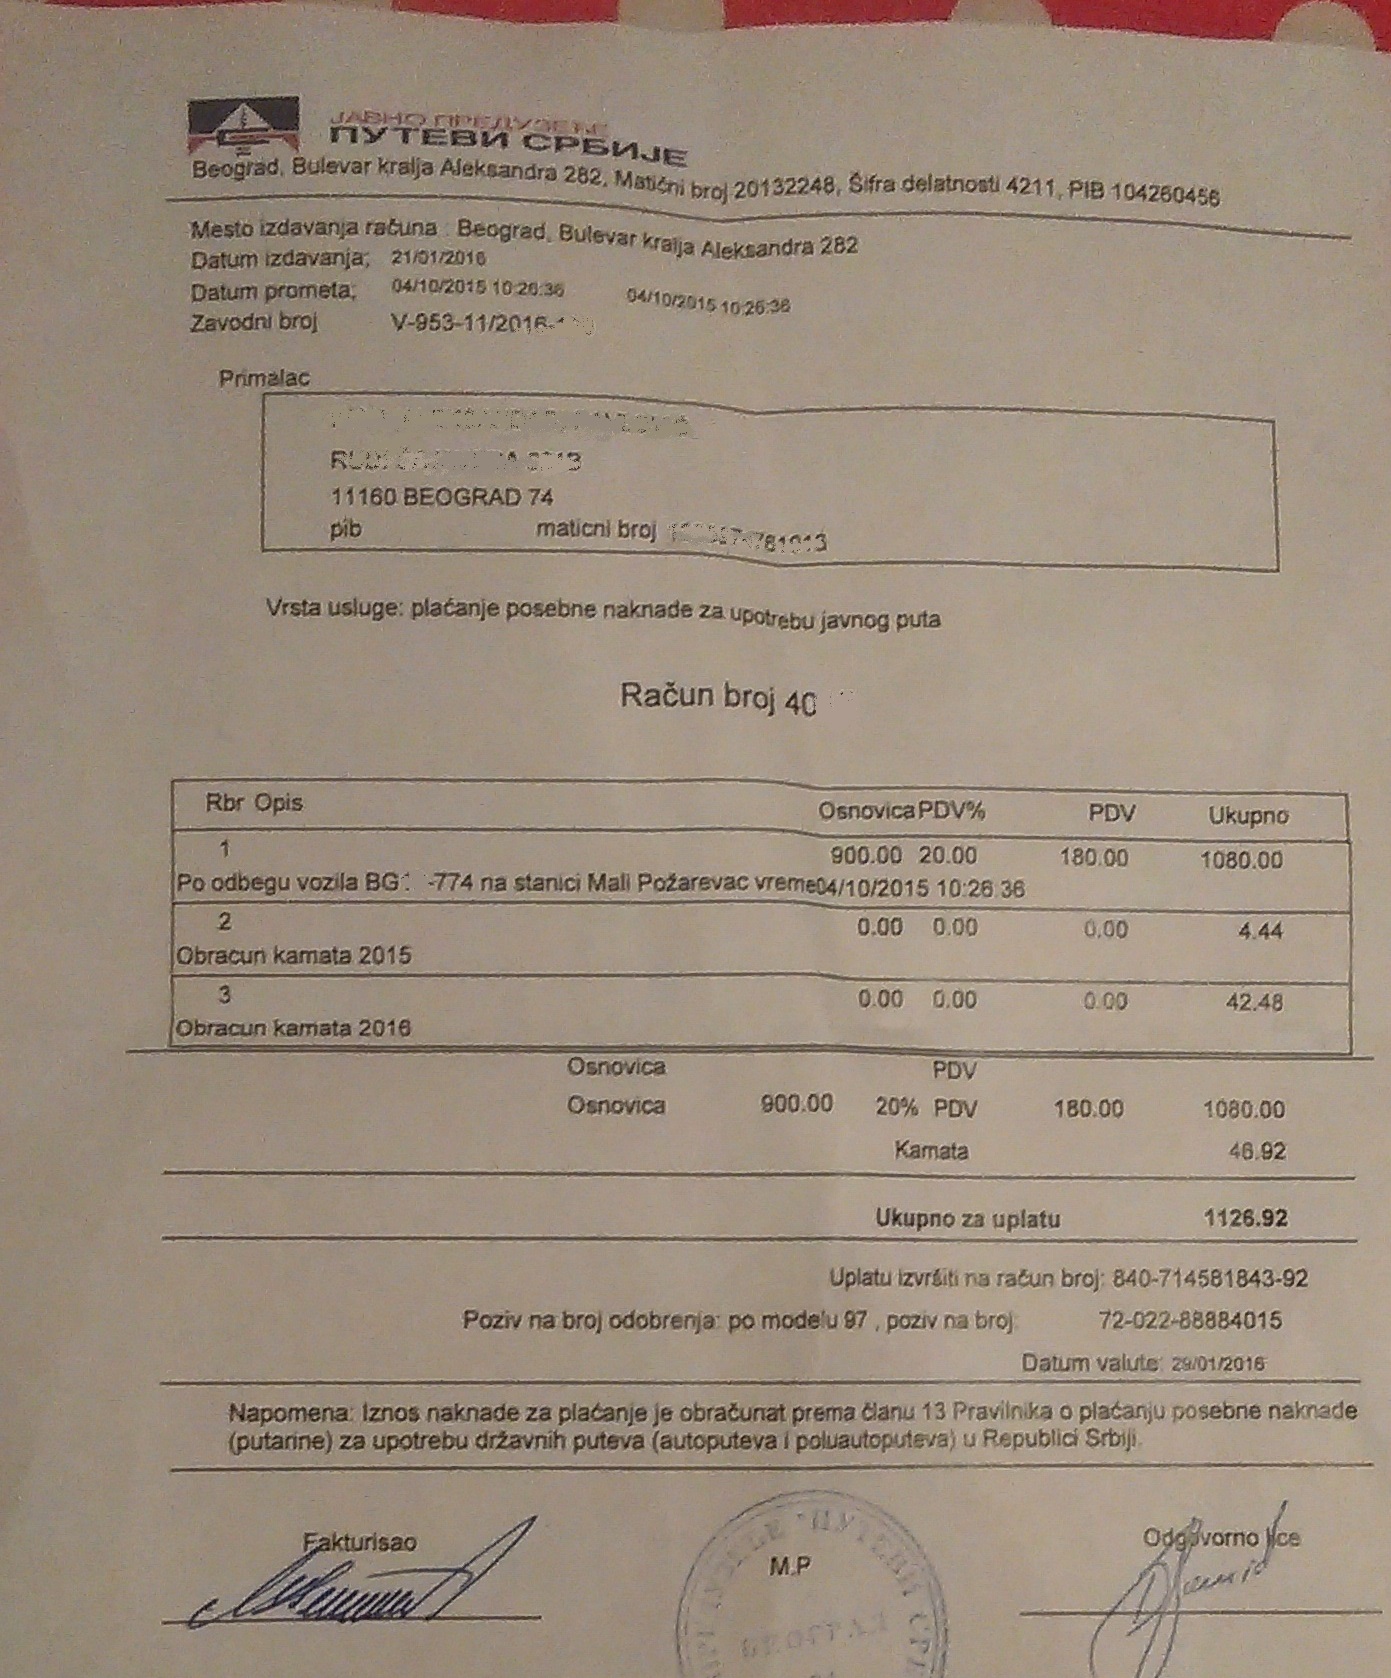 ЈАВНО ПРЕДУЗЕЋЕ
ПУТЕВИ СРБИЈЕ
Beograd, Bulevar kralja Aleksandra 282, Matični broj 20132248, Šifra delatnosti 4211, PIB 104260456
Mesto izdavanja računa : Beograd, Bulevar kralja Aleksandra 282
Datum izdavanja; 21/01/2016
Datum prometa; 04/10/2015 10:26:36 04/10/2015 10:26:36
Zavodni broj V-953-11/2016-
Primalac
11160 BEOGRAD 74
pib maticni broj
Vrsta usluge: plaćanje posebne naknade za upotrebu javnog puta
Račun broj 40
Rbr Opis Osnovica PDV% PDV Ukupno
1 900.00 20.00 180.00 1080.00
Po odbegu vozila BG -774 na stanici Mali Požarevac vreme04/10/2015 10:26:36
2 0.00 0.00 0.00 4.44
Obracun kamata 2015
3 0.00 0.00 0.00 42.48
Obracun kamata 2016
Osnovica PDV
Osnovica 900.00 20% PDV 180.00 1080.00
Kamata 46.92
Ukupno za uplatu 1126.92
Uplatu izvršiti na račun broj: 840-714581843-92
Poziv na broj odobrenja: po modelu 97 , poziv na broj: 72-022-88884015
Datum valute: 29/01/2016
Napomena: Iznos naknade za plaćanje je obračunat prema članu 13 Pravilnika o plaćanju posebne naknade
(putarine) za upotrebu državnih puteva (autoputeva i poluautoputeva) u Republici Srbiji.
Fakturisao M.P Odgovorno lice
ПУТЕВИ